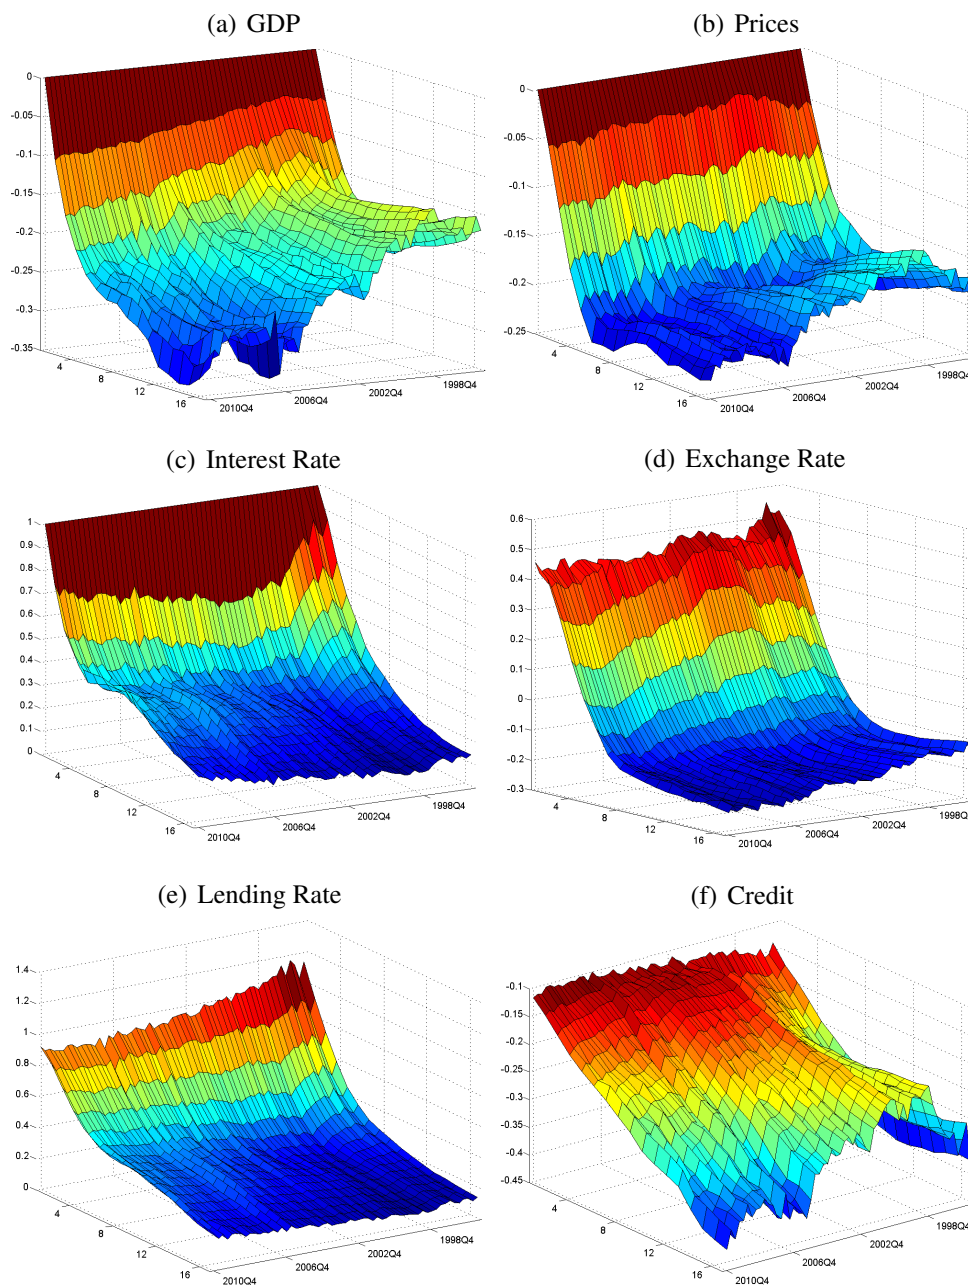 (a) GDP
(b) Prices
0
-0.05
-0.1
-0.15
-0.2
-0.25
-0.3
-0.35
4
8
12
16
2010Q4
2006Q4
2002Q4
1998Q4
0
-0.05
-0.1
-0.15
-0.2
-0.25
4
8
12
16
2010Q4
2006Q4
2002Q4
1998Q4
(c) Interest Rate
(d) Exchange Rate
1
0.9
0.8
0.7
0.6
0.5
0.4
0.3
0.2
0.1
0
4
8
12
16
2010Q4
2006Q4
2002Q4
1998Q4
0.6
0.5
0.4
0.3
0.2
0.1
0
-0.1
-0.2
-0.3
4
8
12
16
2010Q4
2006Q4
2002Q4
1998Q4
(e) Lending Rate
(f) Credit
1.4
1.2
1
0.8
0.6
0.4
0.2
0
4
8
12
16
2010Q4
2006Q4
2002Q4
1998Q4
-0.1
-0.15
-0.2
-0.25
-0.3
-0.35
-0.4
-0.45
4
8
12
16
2010Q4
2006Q4
2002Q4
1998Q4